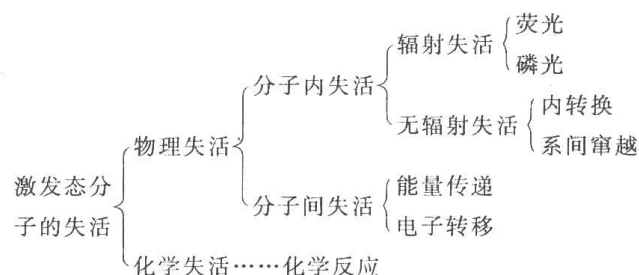 荧光
辐射失活
磷光
分子内失活
内转换
无辐射失活
物理失活
系间窜越
激发态分
子的失活
能量传递
分子间失活
电子转移
化学失活……化学反应